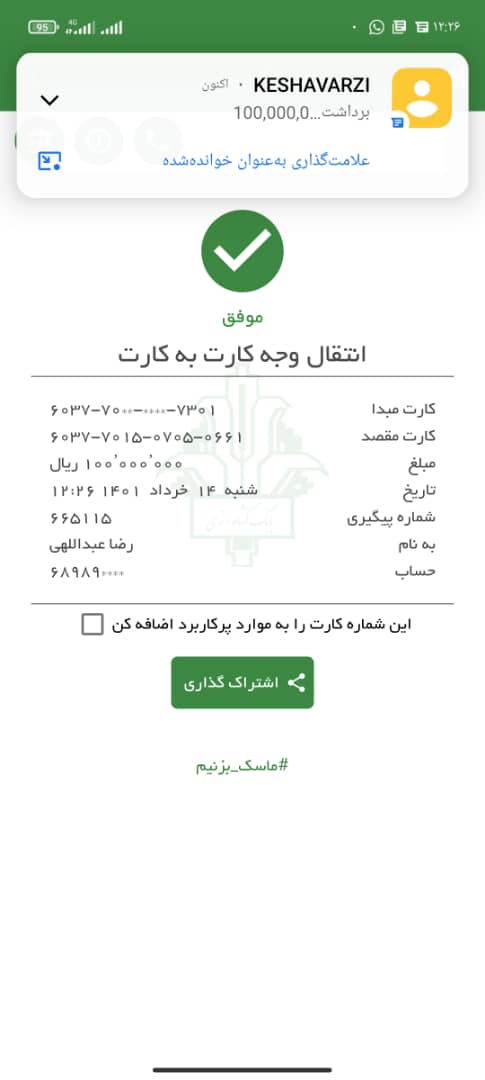 95 4G ۱۲:۲۶
KESHAVARZI • اکنون
برداشت...100,000,0
علامت‌گذاری به‌عنوان خوانده‌شده
موفق
انتقال وجه کارت به کارت
کارت مبدا ۶۰۳۷-۷۰**-****-۷۳۰۱
کارت مقصد ۶۰۳۷-۷۰۱۵-۰۷۰۵-۰۶۶۱
مبلغ ۱۰۰٬۰۰۰٬۰۰۰ ریال
تاریخ شنبه ۱۴ خرداد ۱۴۰۱ ۱۲:۲۶
شماره پیگیری ۶۶۵۱۱۵
به نام رضا عبداللهی
حساب ۶۸۹۸۹****
بانک کشاورزی
این شماره کارت را به موارد پرکاربرد اضافه کن
اشتراک گذاری
#ماسک_بزنیم